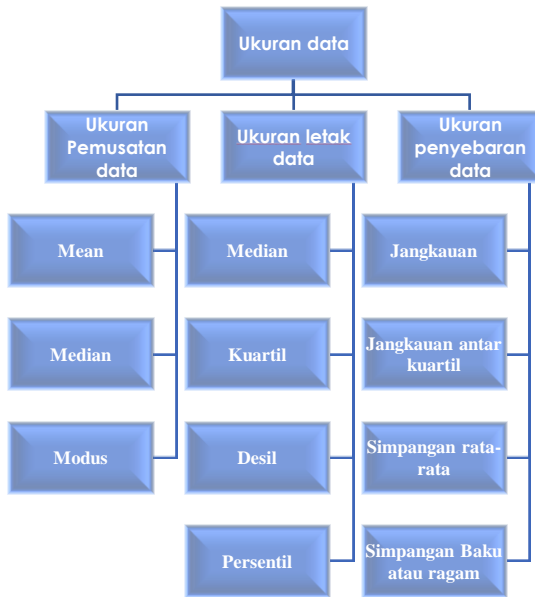 Ukuran data
Ukuran
Pemusatan
data
Ukuran letak
data
Ukuran
penyebaran
data
Mean
Median
Modus
Median
Kuartil
Desil
Persentil
Jangkauan
Jangkauan antar
kuartil
Simpangan rata-
rata
Simpangan Baku
atau ragam